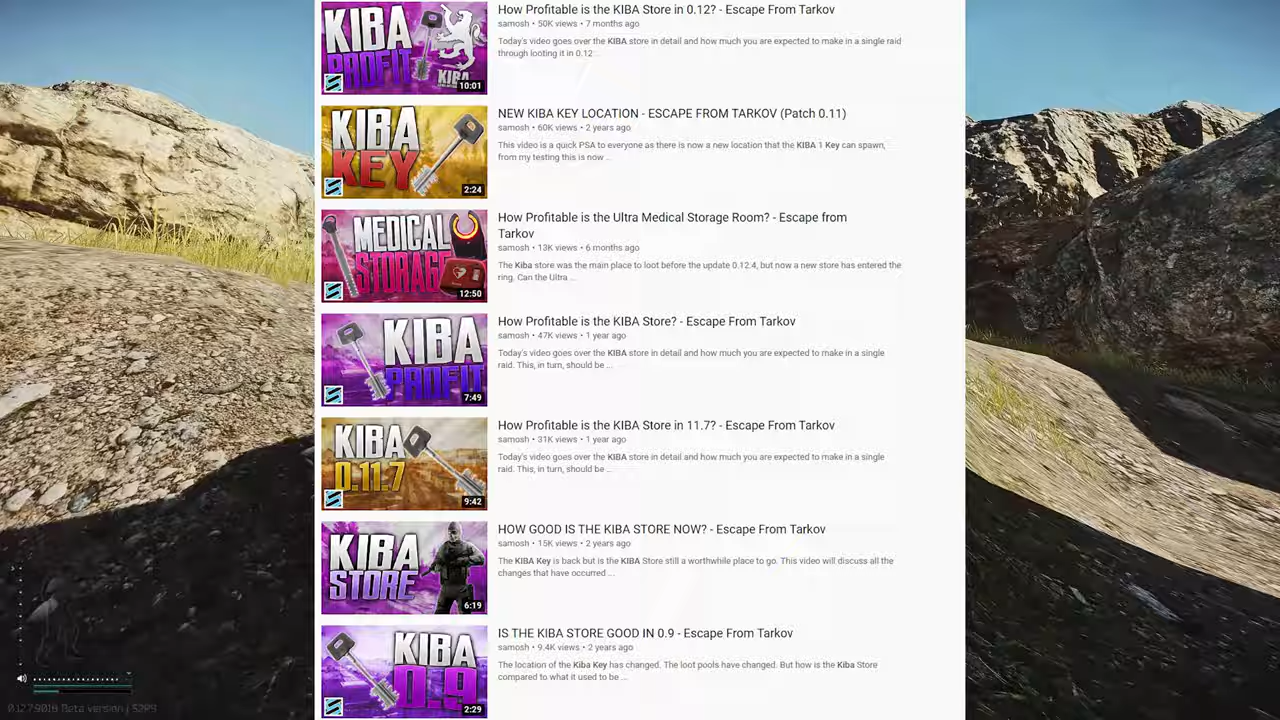 KIBA
PROFIT
KIBA
10:01
How Profitable is the KIBA Store in 0.12? - Escape From Tarkov
samosh • 50K views • 7 months ago
Today's video goes over the KIBA store in detail and how much you are expected to make in a single raid
through looting it in 0.12 ...
KIBA
KEY
2:24
NEW KIBA KEY LOCATION - ESCAPE FROM TARKOV (Patch 0.11)
samosh • 60K views • 2 years ago
This video is a quick PSA to everyone as there is now a new location that the KIBA 1 Key can spawn,
from my testing this is now ...
MEDICAL
STORAGE
12:50
How Profitable is the Ultra Medical Storage Room? - Escape from
Tarkov
samosh • 13K views • 6 months ago
The Kiba store was the main place to loot before the update 0.12.4, but now a new store has entered the
ring. Can the Ultra ...
KIBA
PROFIT
7:49
How Profitable is the KIBA Store? - Escape From Tarkov
samosh • 47K views • 1 year ago
Today's video goes over the KIBA store in detail and how much you are expected to make in a single
raid. This, in turn, should be ...
KIBA
0.11.7
9:42
How Profitable is the KIBA Store in 11.7? - Escape From Tarkov
samosh • 31K views • 1 year ago
Today's video goes over the KIBA store in detail and how much you are expected to make in a single
raid. This, in turn, should be ...
KIBA
STORE
6:19
HOW GOOD IS THE KIBA STORE NOW? - Escape From Tarkov
samosh • 15K views • 2 years ago
The KIBA Key is back but is the KIBA Store still a worthwhile place to go. This video will discuss all the
changes that have occurred ...
KIBA
0.9
2:29
IS THE KIBA STORE GOOD IN 0.9 - Escape From Tarkov
samosh • 9.4K views • 2 years ago
The location of the Kiba Key has changed. The loot pools have changed. But how is the Kiba Store
compared to what it used to be ...
Beta version |